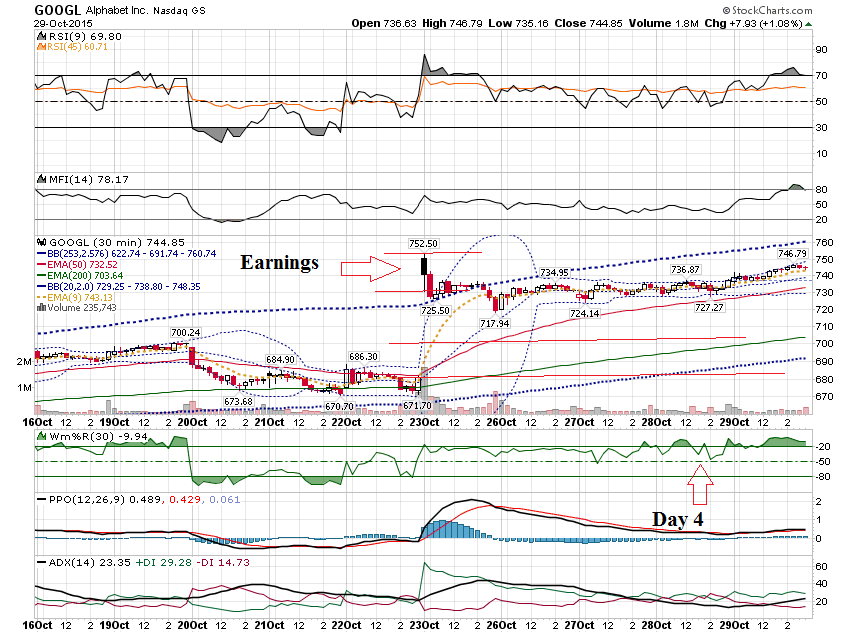 GOOGL Alphabet Inc. Nasdaq GS
© StockCharts.com
29-Oct-2015
Open 736.63 High 746.79 Low 735.16 Close 744.85 Volume 1.8M Chg +7.93 (+1.08%)
RSI(9) 69.80
RSI(45) 60.71
90
70
50
30
10
MFI(14) 78.17
80
50
20
GOOGL (30 min) 744.85
BB(253,2.576) 622.74 - 691.74 - 760.74
EMA(50) 732.52
EMA(200) 703.64
BB(20,2.0) 729.25 - 738.80 - 748.35
EMA(9) 743.13
Volume 235,743
Earnings
752.50
725.50
717.94
734.95
724.14
736.87
727.27
746.79
700.24
673.68
684.90
670.70
686.30
671.70
2M
1M
760
750
740
730
720
710
700
690
680
670
16Oct 12 2 19Oct 12 2 20Oct 12 2 21Oct 12 2 22Oct 12 2 23Oct 12 2 26Oct 12 2 27Oct 12 2 28Oct 12 2 29Oct 12 2
Wm%R(30) -9.94
-20
-50
-80
Day 4
PPO(12,26,9) 0.489, 0.429, 0.061
2
1
0
ADX(14) 23.35 +DI 29.28 -DI 14.73
60
40
20
16Oct 12 2 19Oct 12 2 20Oct 12 2 21Oct 12 2 22Oct 12 2 23Oct 12 2 26Oct 12 2 27Oct 12 2 28Oct 12 2 29Oct 12 2